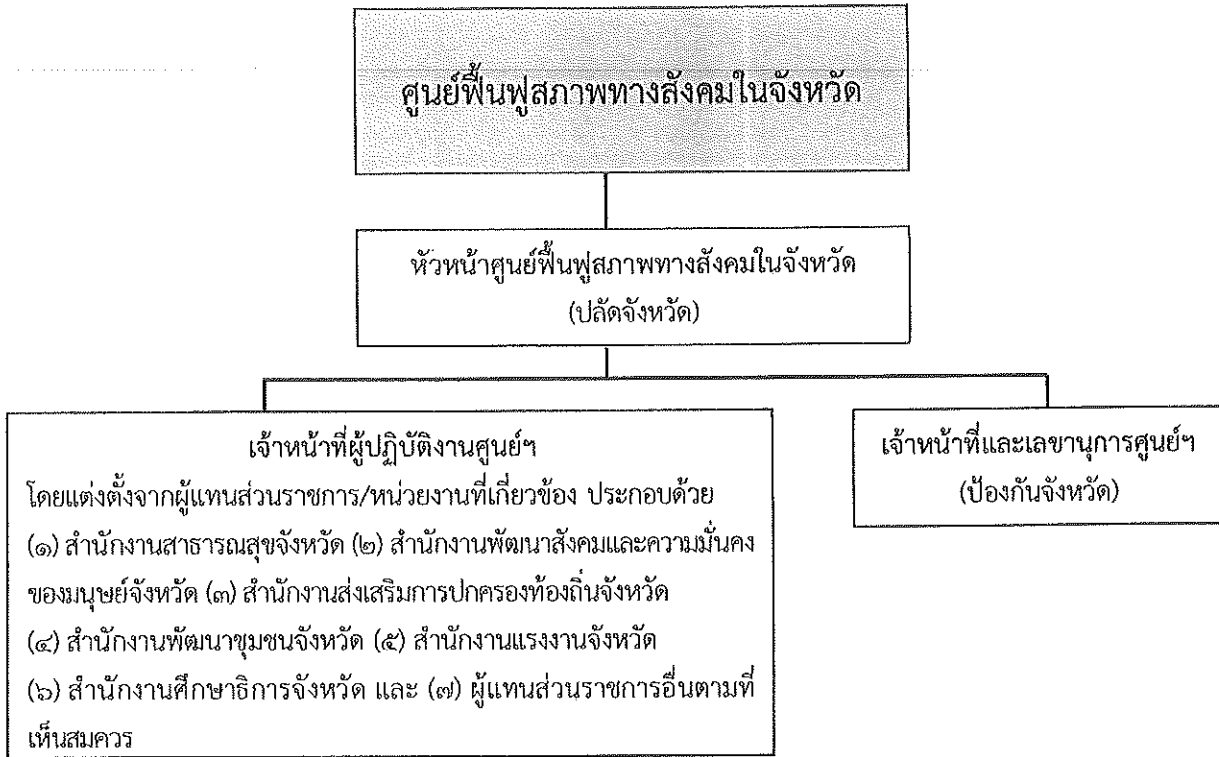 ศูนย์ฟื้นฟูสภาพทางสังคมในจังหวัด
หัวหน้าศูนย์ฟื้นฟูสภาพทางสังคมในจังหวัด
(ปลัดจังหวัด)
เจ้าหน้าที่ผู้ปฏิบัติงานศูนย์ฯ
โดยแต่งตั้งจากผู้แทนส่วนราชการ/หน่วยงานที่เกี่ยวข้อง ประกอบด้วย
(๑) สำนักงานสาธารณสุขจังหวัด (๒) สำนักงานพัฒนาสังคมและความมั่นคง
ของมนุษย์จังหวัด (๓) สำนักงานส่งเสริมการปกครองท้องถิ่นจังหวัด
(๔) สำนักงานพัฒนาชุมชนจังหวัด (๕) สำนักงานแรงงานจังหวัด
(๖) สำนักงานศึกษาธิการจังหวัด และ (๗) ผู้แทนส่วนราชการอื่นตามที่
เห็นสมควร
เจ้าหน้าที่และเลขานุการศูนย์ฯ
(ป้องกันจังหวัด)